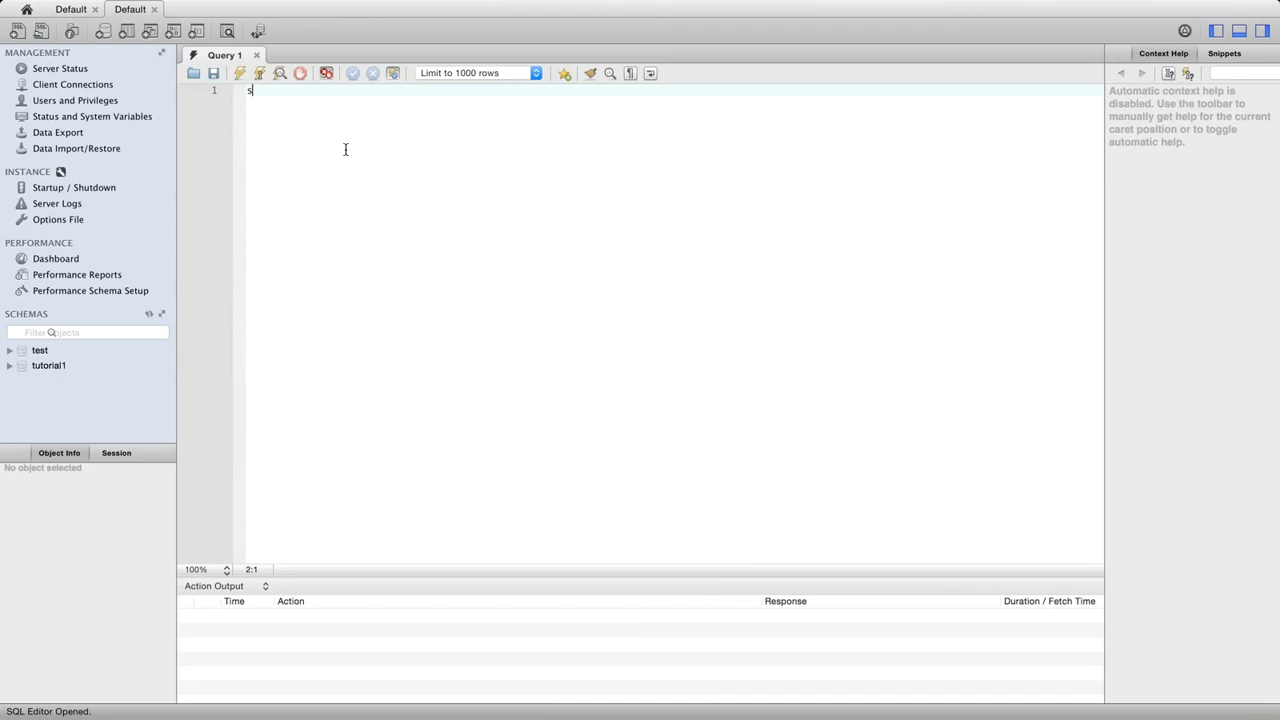 Default
Default
MANAGEMENT
Server Status
Client Connections
Users and Privileges
Status and System Variables
Data Export
Data Import/Restore
INSTANCE
Startup / Shutdown
Server Logs
Options File
PERFORMANCE
Dashboard
Performance Reports
Performance Schema Setup
SCHEMAS
Filter objects
test
tutorial1
Object Info Session
No object selected
Query 1
Limit to 1000 rows
1 s
100% 2:1
Action Output
Time Action Response Duration / Fetch Time
Context Help Snippets
Automatic context help is
disabled. Use the toolbar to
manually get help for the current
caret position or to toggle
automatic help.
SQL Editor Opened.